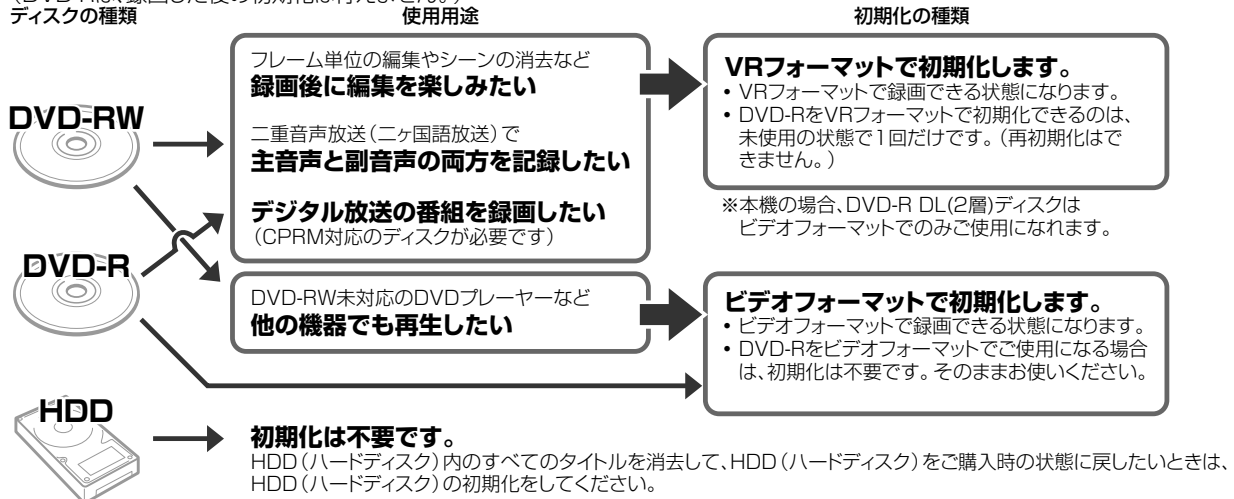 (DVD-Rは、録画した後の初期化は行えません。)
ディスクの種類
使用用途
初期化の種類
DVD-RW
フレーム単位の編集やシーンの消去など
録画後に編集を楽しみたい
二重音声放送(二ヶ国語放送)で
主音声と副音声の両方を記録したい
デジタル放送の番組を録画したい
(CPRM対応のディスクが必要です)
VRフォーマットで初期化します。
• VRフォーマットで録画できる状態になります。
• DVD-RをVRフォーマットで初期化できるのは、
未使用の状態で1回だけです。(再初期化はで
きません。)
※本機の場合、DVD-R DL(2層)ディスクは
ビデオフォーマットでのみご使用になれます。
DVD-R
DVD-RW未対応のDVDプレーヤーなど
他の機器でも再生したい
ビデオフォーマットで初期化します。
• ビデオフォーマットで録画できる状態になります。
• DVD-Rをビデオフォーマットでご使用になる場合
は、初期化は不要です。そのままお使いください。
HDD
初期化は不要です。
HDD(ハードディスク)内のすべてのタイトルを消去して、HDD(ハードディスク)をご購入時の状態に戻したいときは、
HDD(ハードディスク)の初期化をしてください。